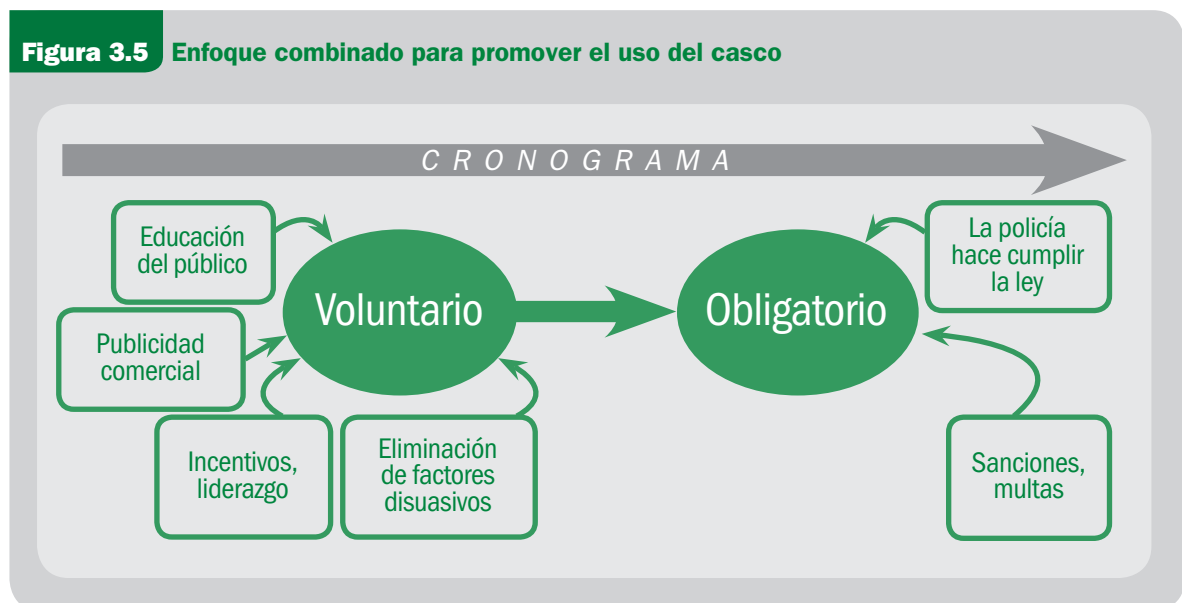 Figura 3.5 Enfoque combinado para promover el uso del casco
CRONOGRAMA
Educación
del público
Publicidad
comercial
Incentivos,
liderazgo
Eliminación
de factores
disuasivos
Voluntario
Obligatorio
La policía
hace cumplir
la ley
Sanciones,
multas